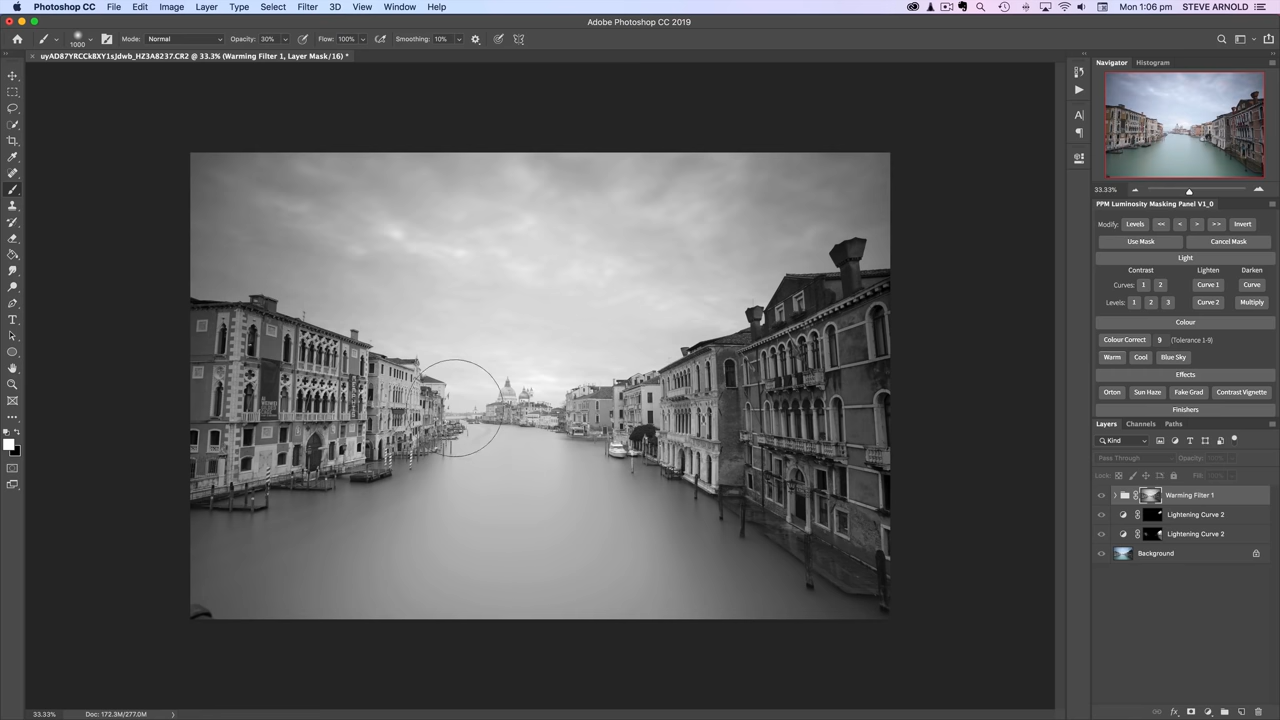 Photoshop CC File Edit Image Layer Type Select Filter 3D View Window Help Mon 1:06 pm STEVE ARNOLD
Adobe Photoshop CC 2019
1000 Mode: Normal Opacity: 30% Flow: 100% Smoothing: 10%
× uyAD87YRCCkBXY1sJdwb_HZ3A8237.CR2 @ 33.3% (Warming Filter 1, Layer Mask/16) *
Navigator Histogram
33.33%
PPM Luminosity Masking Panel V1_0
Modify: Levels << < > >> Invert
Use Mask Cancel Mask
Light
Contrast Lighten Darken
Curves: 1 2 Curve 1 Curve
Levels: 1 2 3 Curve 2 Multiply
Colour
Colour Correct 9 (Tolerance 1-9)
Warm Cool Blue Sky
Effects
Orton Sun Haze Fake Grad Contrast Vignette
Finishers
Layers Channels Paths
Kind
Pass Through Opacity: 100%
Lock: Fill: 100%
Warming Filter 1
Lightening Curve 2
Lightening Curve 2
Background
33.33% Doc: 172.3M/277.0M